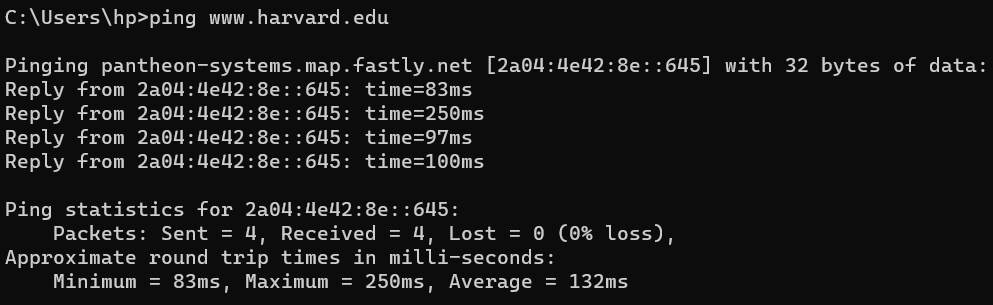 C:\Users\hp>ping www.harvard.edu
Pinging pantheon-systems.map.fastly.net [2a04:4e42:8e::645] with 32 bytes of data:
Reply from 2a04:4e42:8e::645: time=83ms
Reply from 2a04:4e42:8e::645: time=250ms
Reply from 2a04:4e42:8e::645: time=97ms
Reply from 2a04:4e42:8e::645: time=100ms
Ping statistics for 2a04:4e42:8e::645:
    Packets: Sent = 4, Received = 4, Lost = 0 (0% loss),
Approximate round trip times in milli-seconds:
    Minimum = 83ms, Maximum = 250ms, Average = 132ms